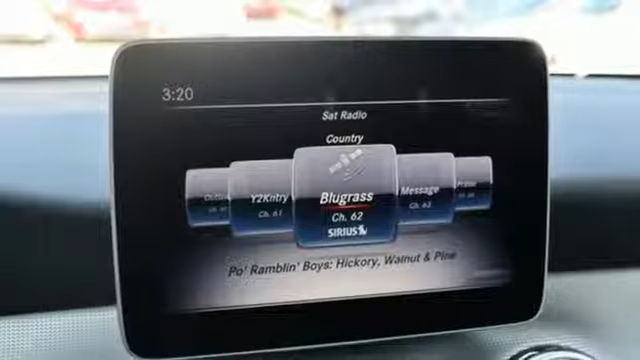 3:20
Sat Radio
Country
Y2Kntry
Ch. 61
Blugrass
Ch. 62
SIRIUS
Message
Ch. 63
Po' Ramblin' Boys: Hickory, Walnut & Pine